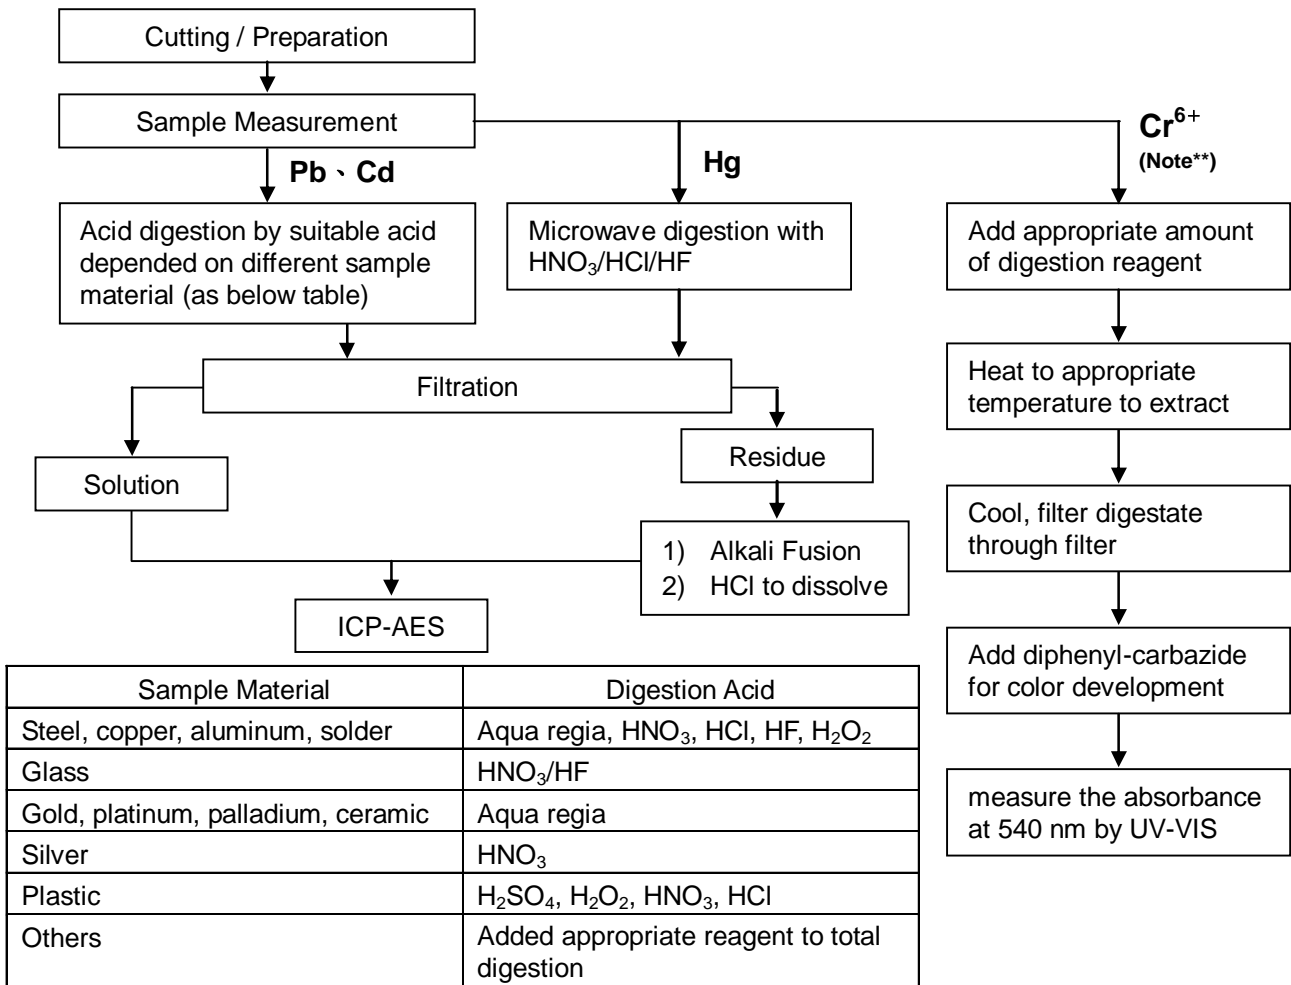 Cutting / Preparation
Sample Measurement
Pb、Cd
Hg
Cr⁶⁺
(Note**)
Acid digestion by suitable acid
depended on different sample
material (as below table)
Microwave digestion with
HNO₃/HCl/HF
Add appropriate amount
of digestion reagent
Filtration
Heat to appropriate
temperature to extract
Solution
Residue
1) Alkali Fusion
2) HCl to dissolve
Cool, filter digestate
through filter
ICP-AES
Add diphenyl-carbazide
for color development
measure the absorbance
at 540 nm by UV-VIS
Sample Material Digestion Acid
Steel, copper, aluminum, solder Aqua regia, HNO₃, HCl, HF, H₂O₂
Glass HNO₃/HF
Gold, platinum, palladium, ceramic Aqua regia
Silver HNO₃
Plastic H₂SO₄, H₂O₂, HNO₃, HCl
Others Added appropriate reagent to total
digestion